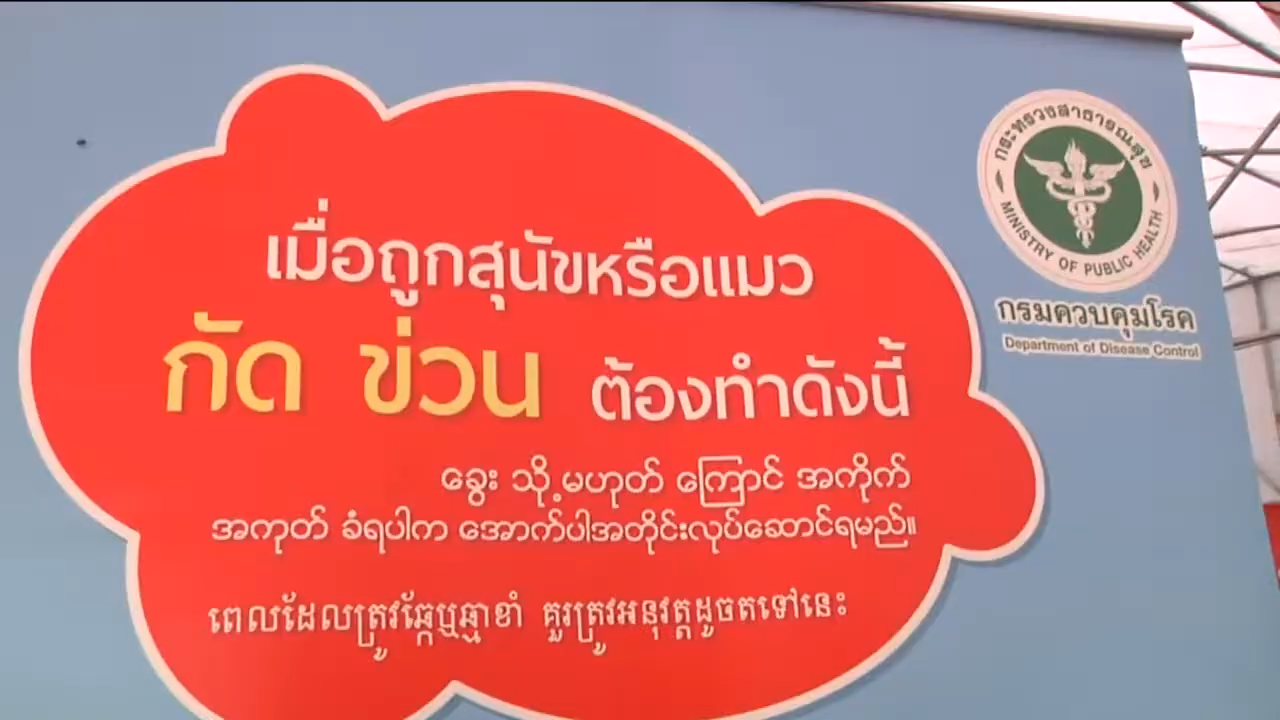 เมื่อถูกสุนัขหรือแมว
กัด ข่วน ต้องทำดังนี้
ခွေး သို့မဟုတ် ကြောင် အကိုက်
အကုတ် ခံရပါက အောက်ပါအတိုင်းလုပ်ဆောင်ရမည်။
ពេលដែលត្រូវឆ្កែឬឆ្មាខាំ គួរត្រូវអនុវត្តដូចតទៅនេះ
กระทรวงสาธารณสุข
MINISTRY OF PUBLIC HEALTH
กรมควบคุมโรค
Department of Disease Control